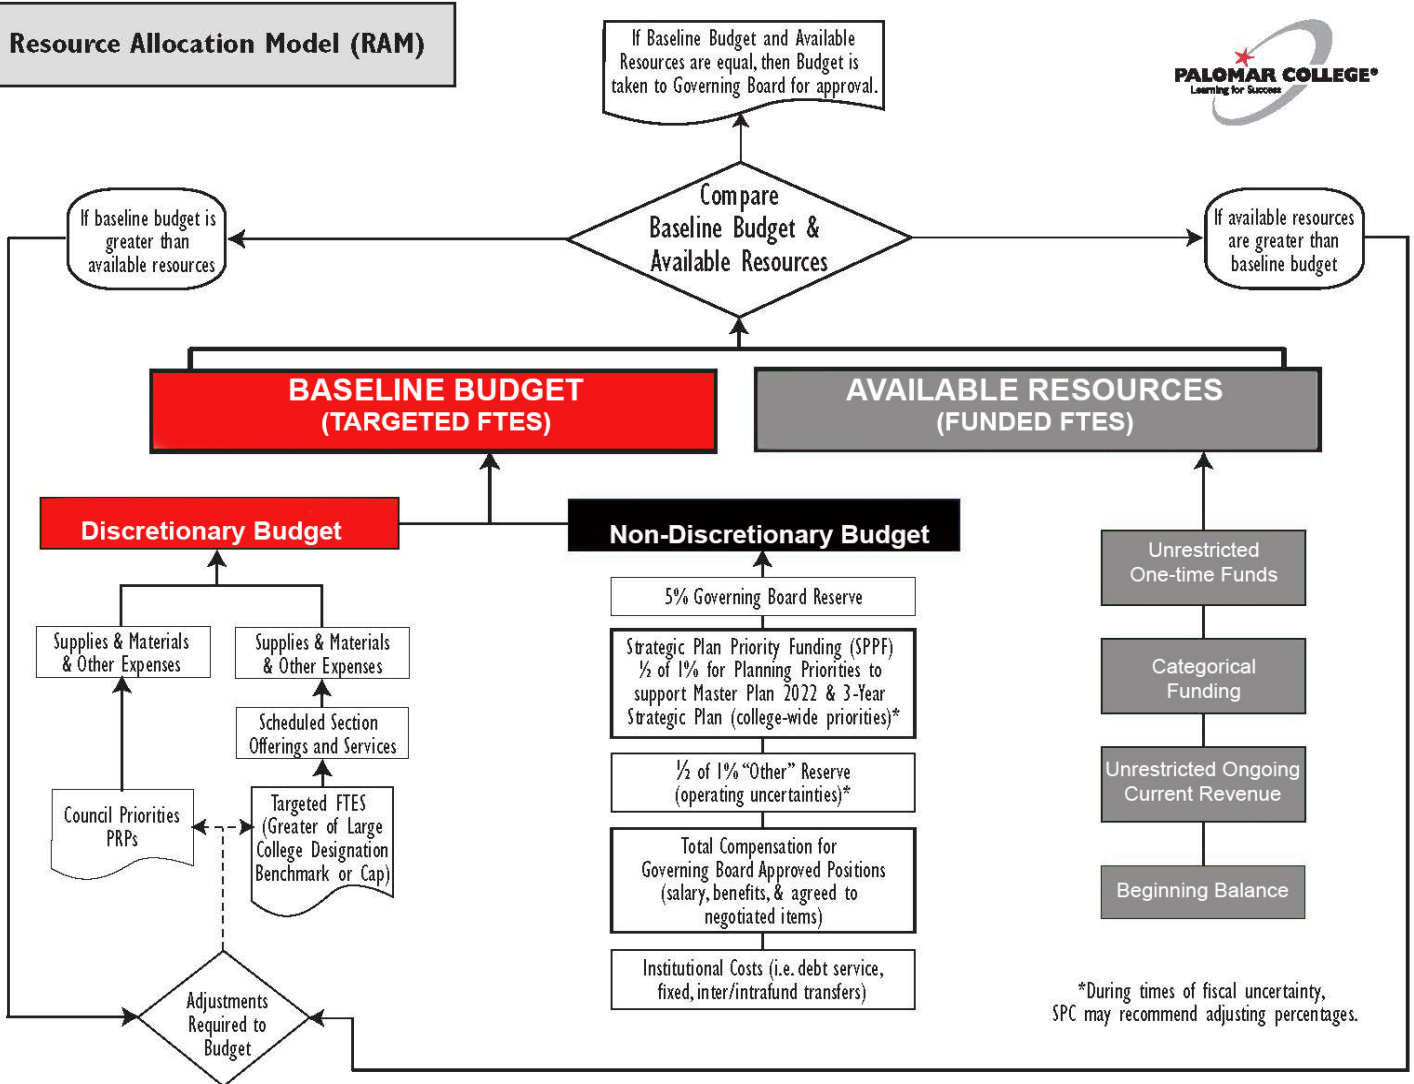 Resource Allocation Model (RAM)
If Baseline Budget and Available
Resources are equal, then Budget is
taken to Governing Board for approval.
PALOMAR COLLEGE®
Learning for Success
If baseline budget is
greater than
available resources
Compare
Baseline Budget &
Available Resources
If available resources
are greater than
baseline budget
BASELINE BUDGET
(TARGETED FTES)
AVAILABLE RESOURCES
(FUNDED FTES)
Discretionary Budget
Non-Discretionary Budget
Supplies & Materials
& Other Expenses
Supplies & Materials
& Other Expenses
Scheduled Section
Offerings and Services
Council Priorities
PRPs
Targeted FTES
(Greater of Large
College Designation
Benchmark or Cap)
Adjustments
Required to
Budget
5% Governing Board Reserve
Strategic Plan Priority Funding (SPPF)
½ of 1% for Planning Priorities to
support Master Plan 2022 & 3-Year
Strategic Plan (college-wide priorities)*
½ of 1% "Other" Reserve
(operating uncertainties)*
Total Compensation for
Governing Board Approved Positions
(salary, benefits, & agreed to
negotiated items)
Institutional Costs (i.e. debt service,
fixed, inter/intrafund transfers)
Unrestricted
One-time Funds
Categorical
Funding
Unrestricted Ongoing
Current Revenue
Beginning Balance
*During times of fiscal uncertainty,
SPC may recommend adjusting percentages.